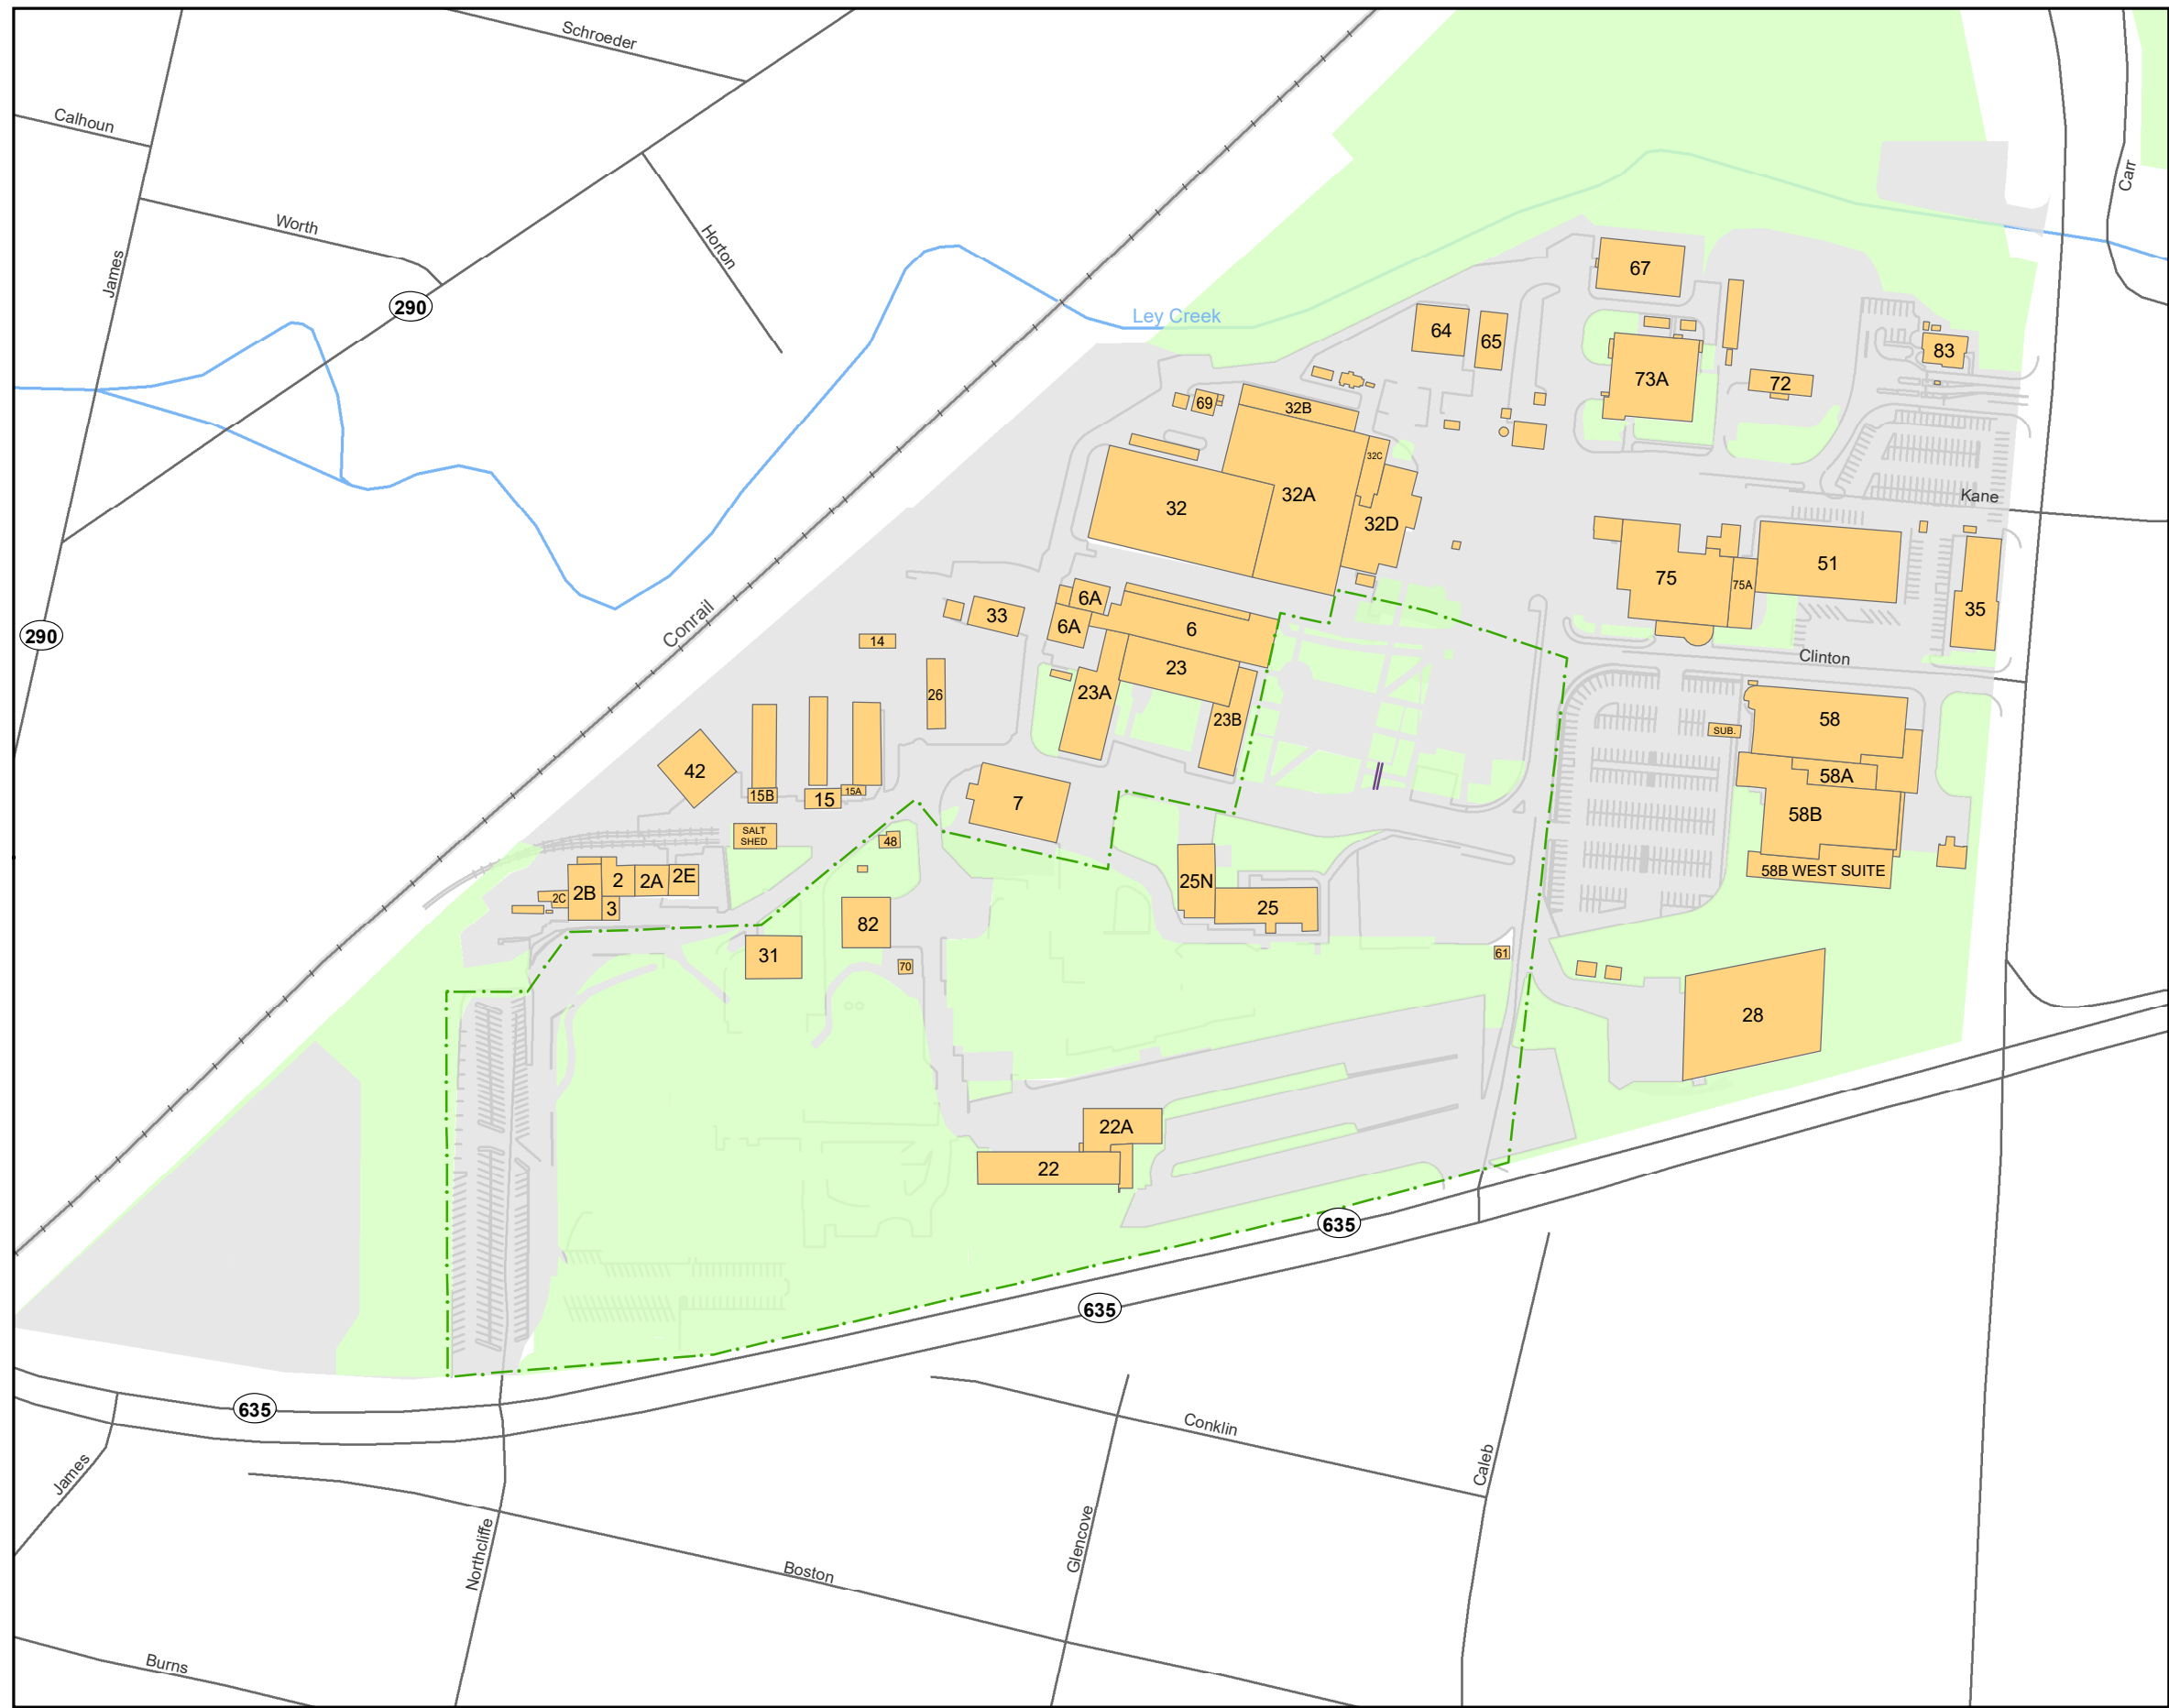 Schroeder
Calhoun
Carr
Worth
Horton
James
290
67
Ley Creek
64
65
83
73A
72
69
32B
32C
32
32A
Kane
32D
51
75
75A
6A
33
35
6A
6
290
Conrail
14
Clinton
23
23A
26
23B
58
SUB.
42
58A
15B
15
15A
7
58B
SALT
SHED
48
58B WEST SUITE
2E
2
2A
25N
2B
2C
3
25
82
31
61
70
28
22A
22
635
635
635
Conklin
Caleb
James
Glencove
Northcliffe
Boston
Burns